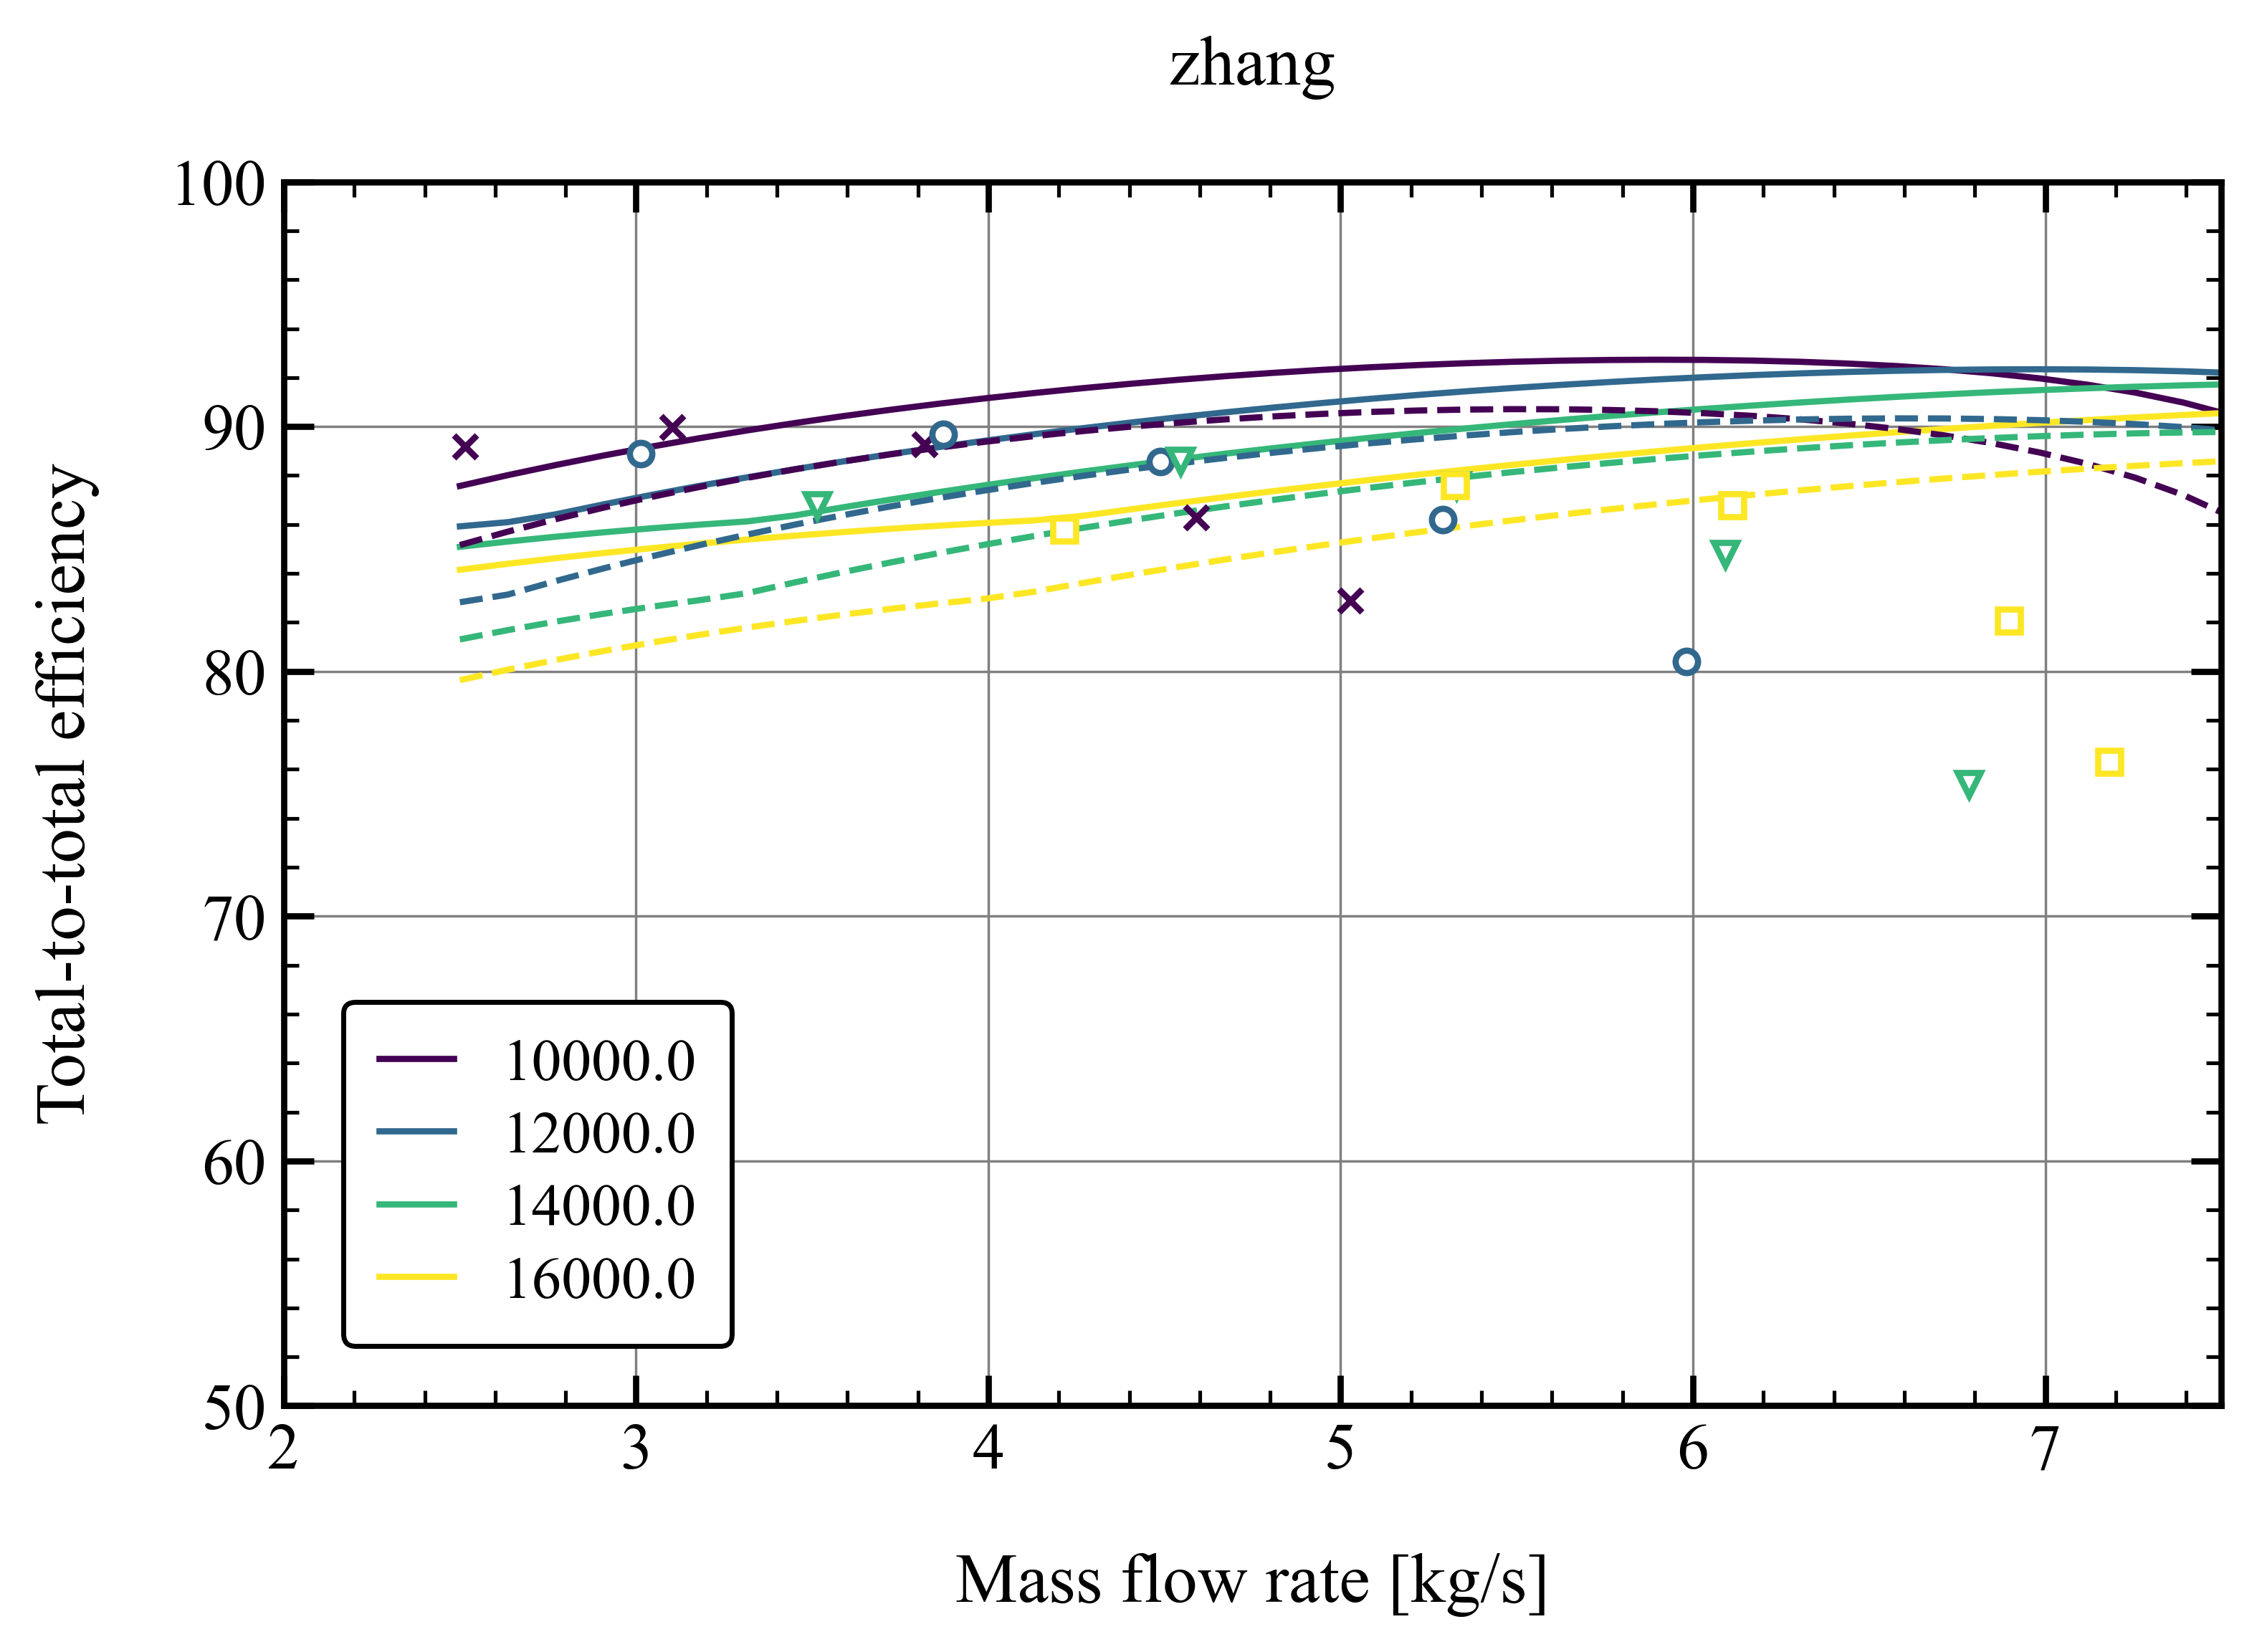 zhang
Total-to-total efficiency
100
90
80
70
60
50
10000.0
12000.0
14000.0
16000.0
2 3 4 5 6 7
Mass flow rate [kg/s]